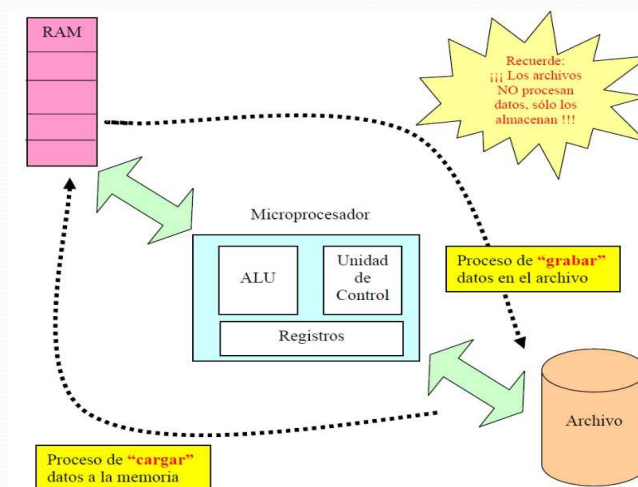 RAM
Recuerde:
¡¡¡ Los archivos
NO procesan
datos, sólo los
almacenan !!!
Microprocesador
ALU
Unidad
de
Control
Registros
Proceso de “grabar”
datos en el archivo
Archivo
Proceso de “cargar”
datos a la memoria